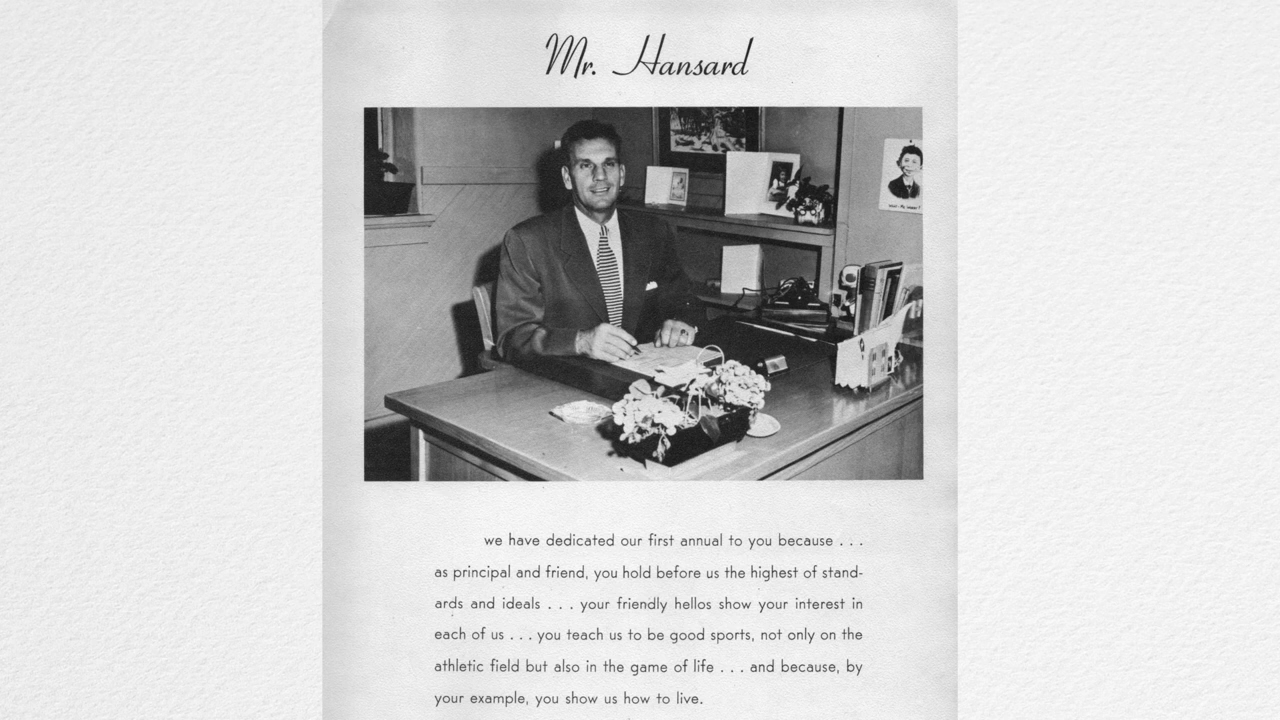 Mr. Hansard
we have dedicated our first annual to you because . . .
as principal and friend, you hold before us the highest of stand-
ards and ideals . . . your friendly hellos show your interest in
each of us . . . you teach us to be good sports, not only on the
athletic field but also in the game of life . . . and because, by
your example, you show us how to live.